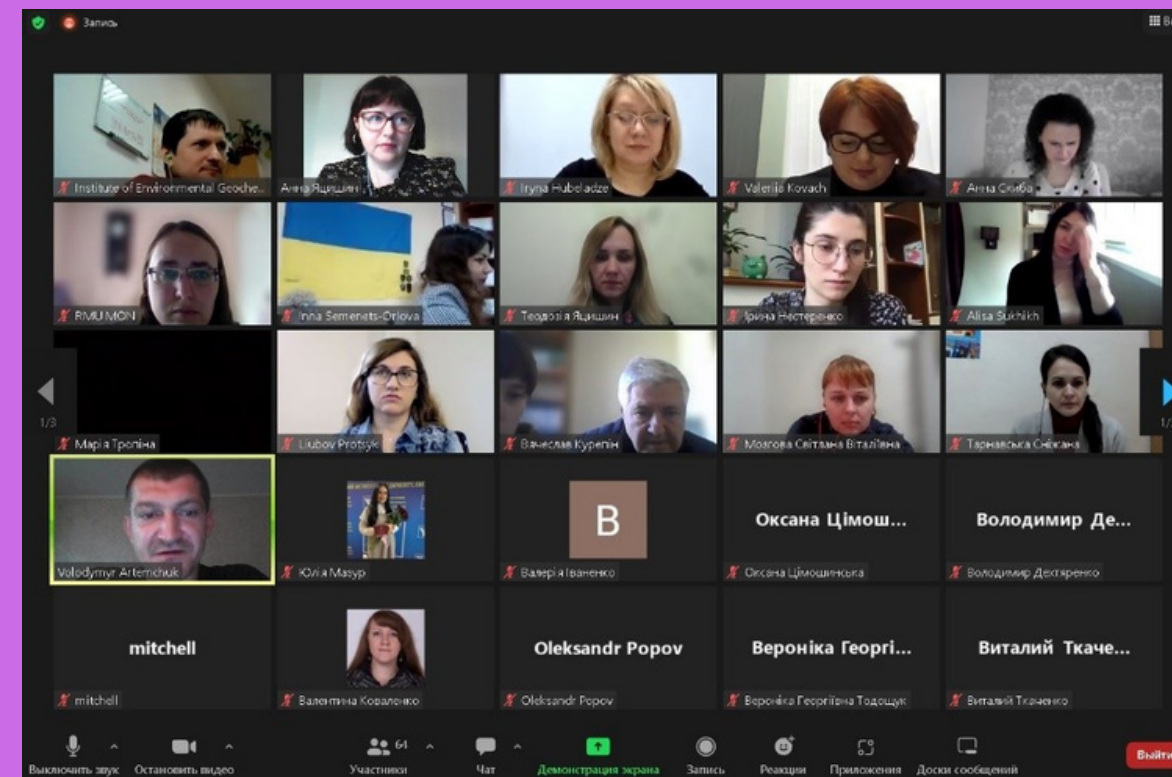 Запись
Institute of Environmental Geoche...
Анна Яцишин
Iryna Hubeladze
Valeriia Kovach
Анна Скиба
RMU MON
Inna Semenets-Orlova
Теодозія Яцишин
Ірина Нестеренко
Alisa Sukhikh
1/3
Марія Тропіна
Liubov Protsyk
Вячеслав Курепін
Мозгова Світлана Віталіївна
Тарнавська Сніжана
Volodymyr Artemchuk
Юлія Мазур
В
Валерія Іваненко
Оксана Цімош...
Оксана Цімошинська
Володимир Де...
Володимир Дехтяренко
mitchell
mitchell
Валентина Коваленко
Oleksandr Popov
Oleksandr Popov
Вероніка Георгі...
Вероніка Георгіївна Тодощук
Виталий Ткаче...
Виталий Ткаченко
Выключить звук
Остановить видео
64
Участники
Чат
Демонстрация экрана
Запись
Реакции
Приложения
Доски сообщений
Выйти